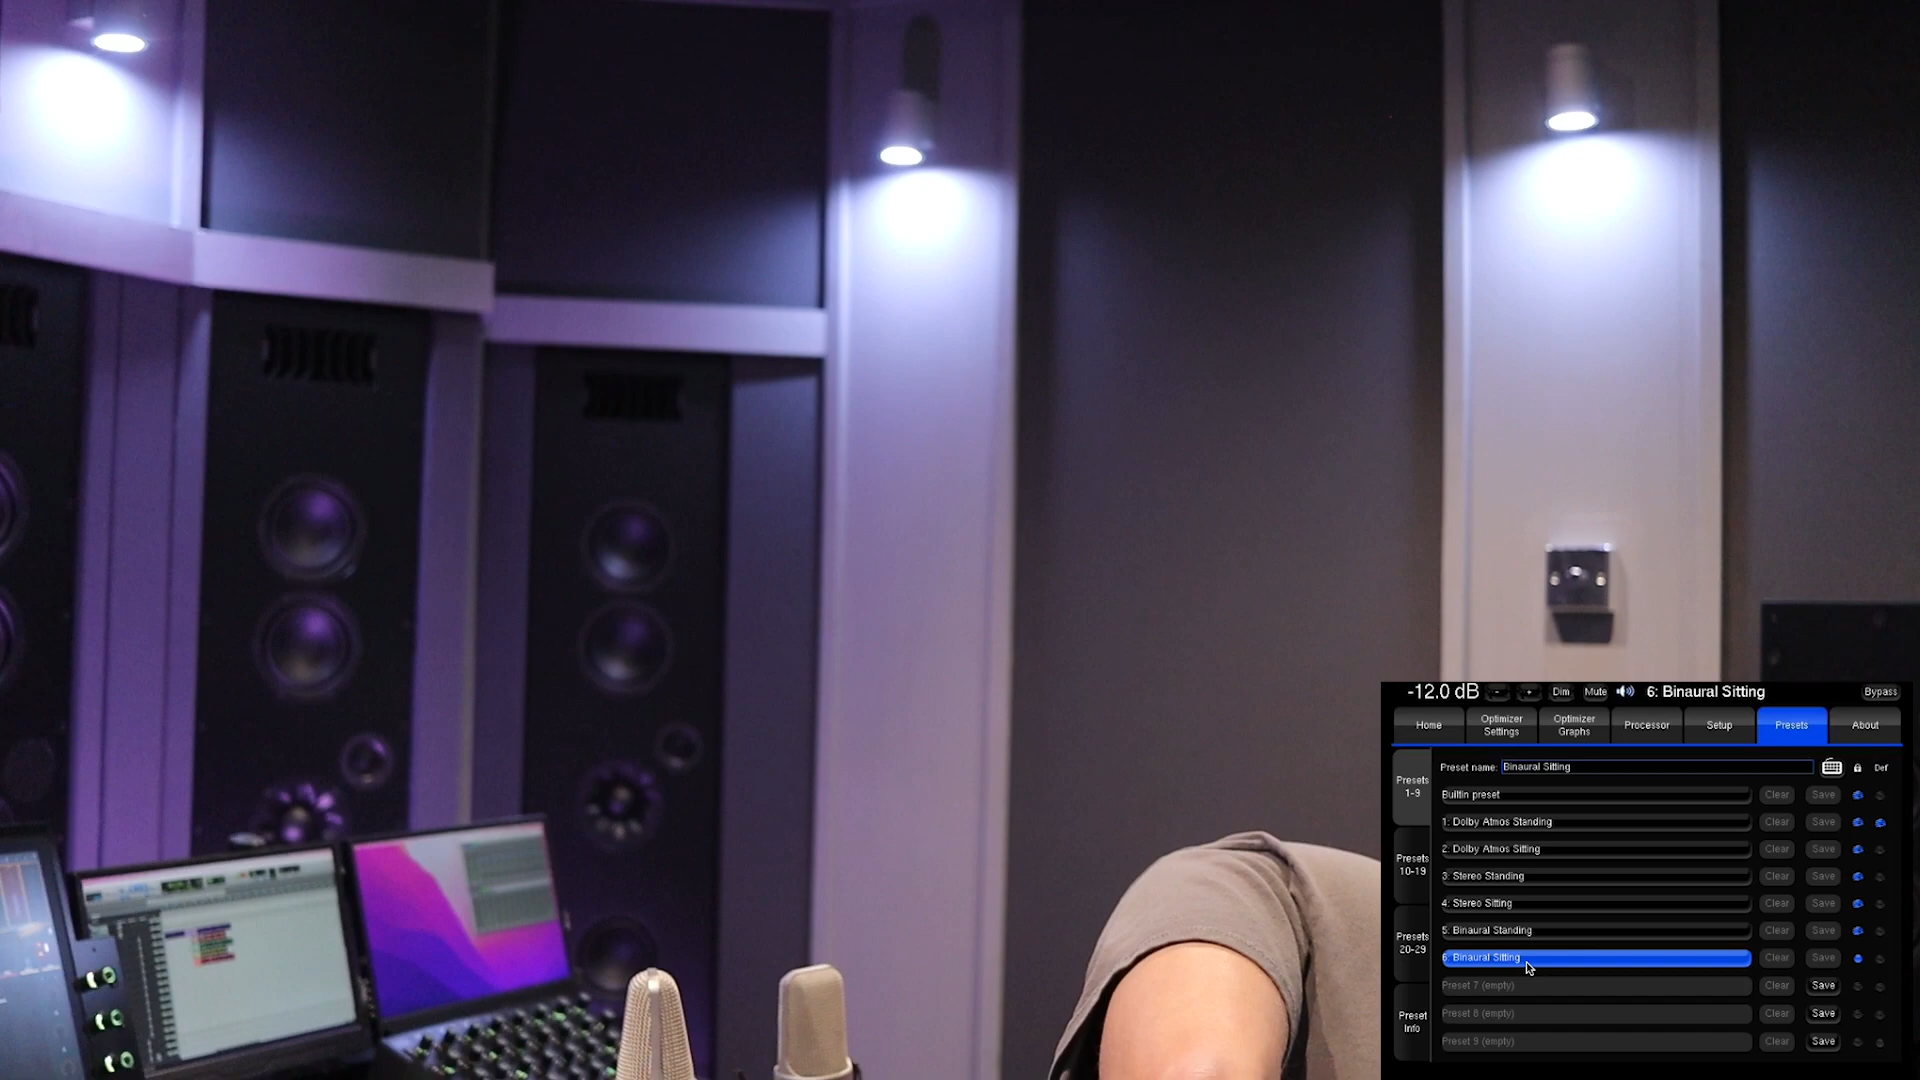 -12.0 dB - + Dim Mute 6: Binaural Sitting Bypass
Home
Optimizer
Settings
Optimizer
Graphs
Processor
Setup
Presets
About
Presets
1-9
Presets
10-19
Presets
20-29
Preset
Info
Preset name: Binaural Sitting Def
Builtin preset Clear Save
1: Dolby Atmos Standing Clear Save
2: Dolby Atmos Sitting Clear Save
3: Stereo Standing Clear Save
4: Stereo Sitting Clear Save
5: Binaural Standing Clear Save
6: Binaural Sitting Clear Save
Preset 7 (empty) Clear Save
Preset 8 (empty) Clear Save
Preset 9 (empty) Clear Save